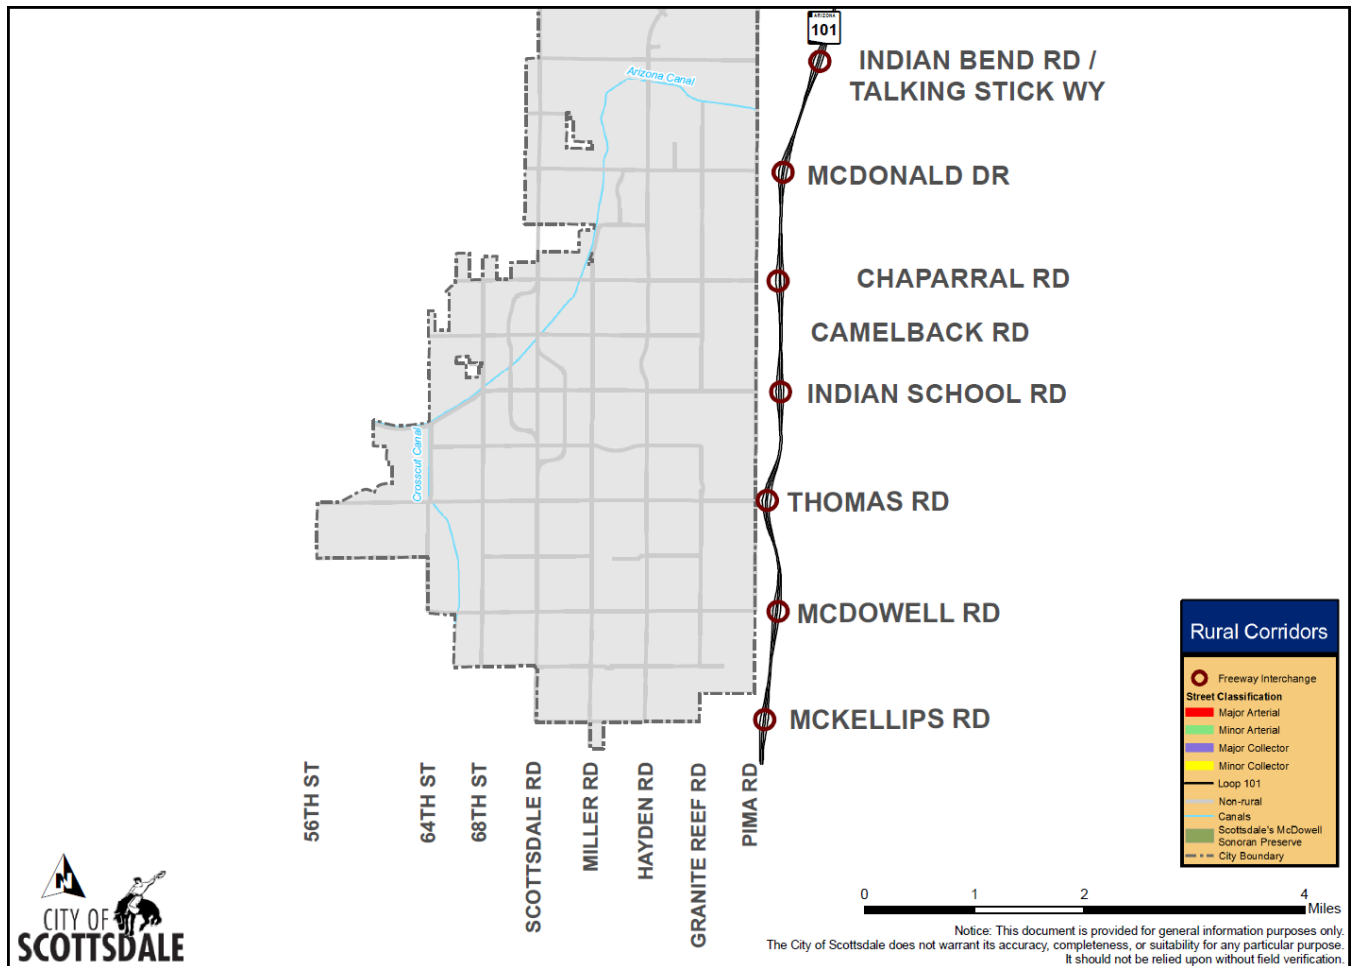 ARIZONA
101
INDIAN BEND RD /
TALKING STICK WY
Arizona Canal
MCDONALD DR
CHAPARRAL RD
CAMELBACK RD
INDIAN SCHOOL RD
Crosscut Canal
THOMAS RD
MCDOWELL RD
MCKELLIPS RD
56TH ST
64TH ST
68TH ST
SCOTTSDALE RD
MILLER RD
HAYDEN RD
GRANITE REEF RD
PIMA RD
Rural Corridors
Freeway Interchange
Street Classification
Major Arterial
Minor Arterial
Major Collector
Minor Collector
Loop 101
Non-rural
Canals
Scottsdale's McDowell
Sonoran Preserve
City Boundary
N
CITY OF
SCOTTSDALE
0 1 2 4
Miles
Notice: This document is provided for general information purposes only.
The City of Scottsdale does not warrant its accuracy, completeness, or suitability for any particular purpose.
It should not be relied upon without field verification.